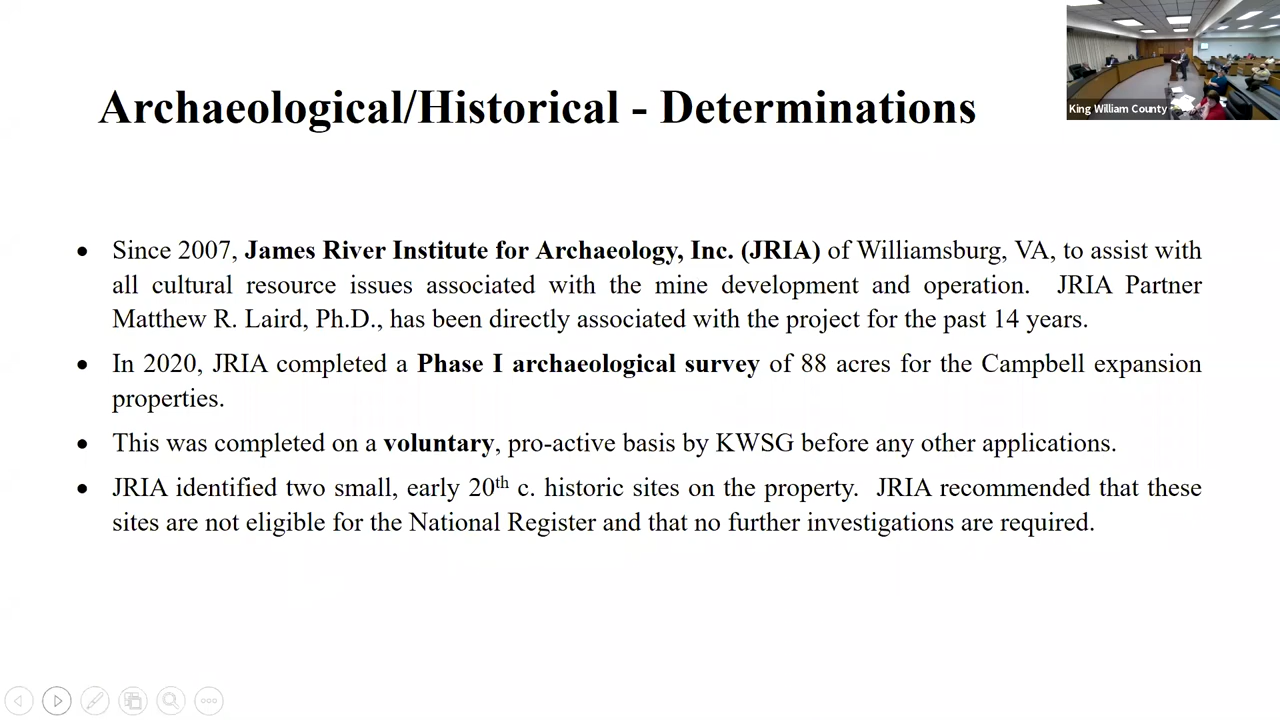 King William County
Archaeological/Historical - Determinations
• Since 2007, James River Institute for Archaeology, Inc. (JRIA) of Williamsburg, VA, to assist with
all cultural resource issues associated with the mine development and operation. JRIA Partner
Matthew R. Laird, Ph.D., has been directly associated with the project for the past 14 years.
• In 2020, JRIA completed a Phase I archaeological survey of 88 acres for the Campbell expansion
properties.
• This was completed on a voluntary, pro-active basis by KWSG before any other applications.
• JRIA identified two small, early 20th c. historic sites on the property. JRIA recommended that these
sites are not eligible for the National Register and that no further investigations are required.